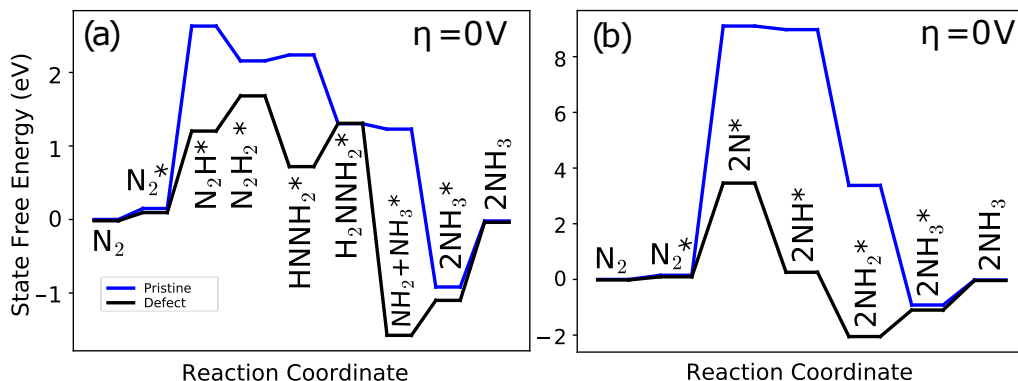 (a)
η = 0V
State Free Energy (eV)
2
1
0
−1
N₂
N₂*
N₂H*
N₂H₂*
HNNH₂*
H₂NNH₂*
NH₂+NH₃*
2NH₃*
2NH₃
Pristine
Defect
Reaction Coordinate
(b)
η = 0V
8
6
4
2
0
−2
N₂
N₂*
2N*
2NH*
2NH₂*
2NH₃*
2NH₃
Reaction Coordinate